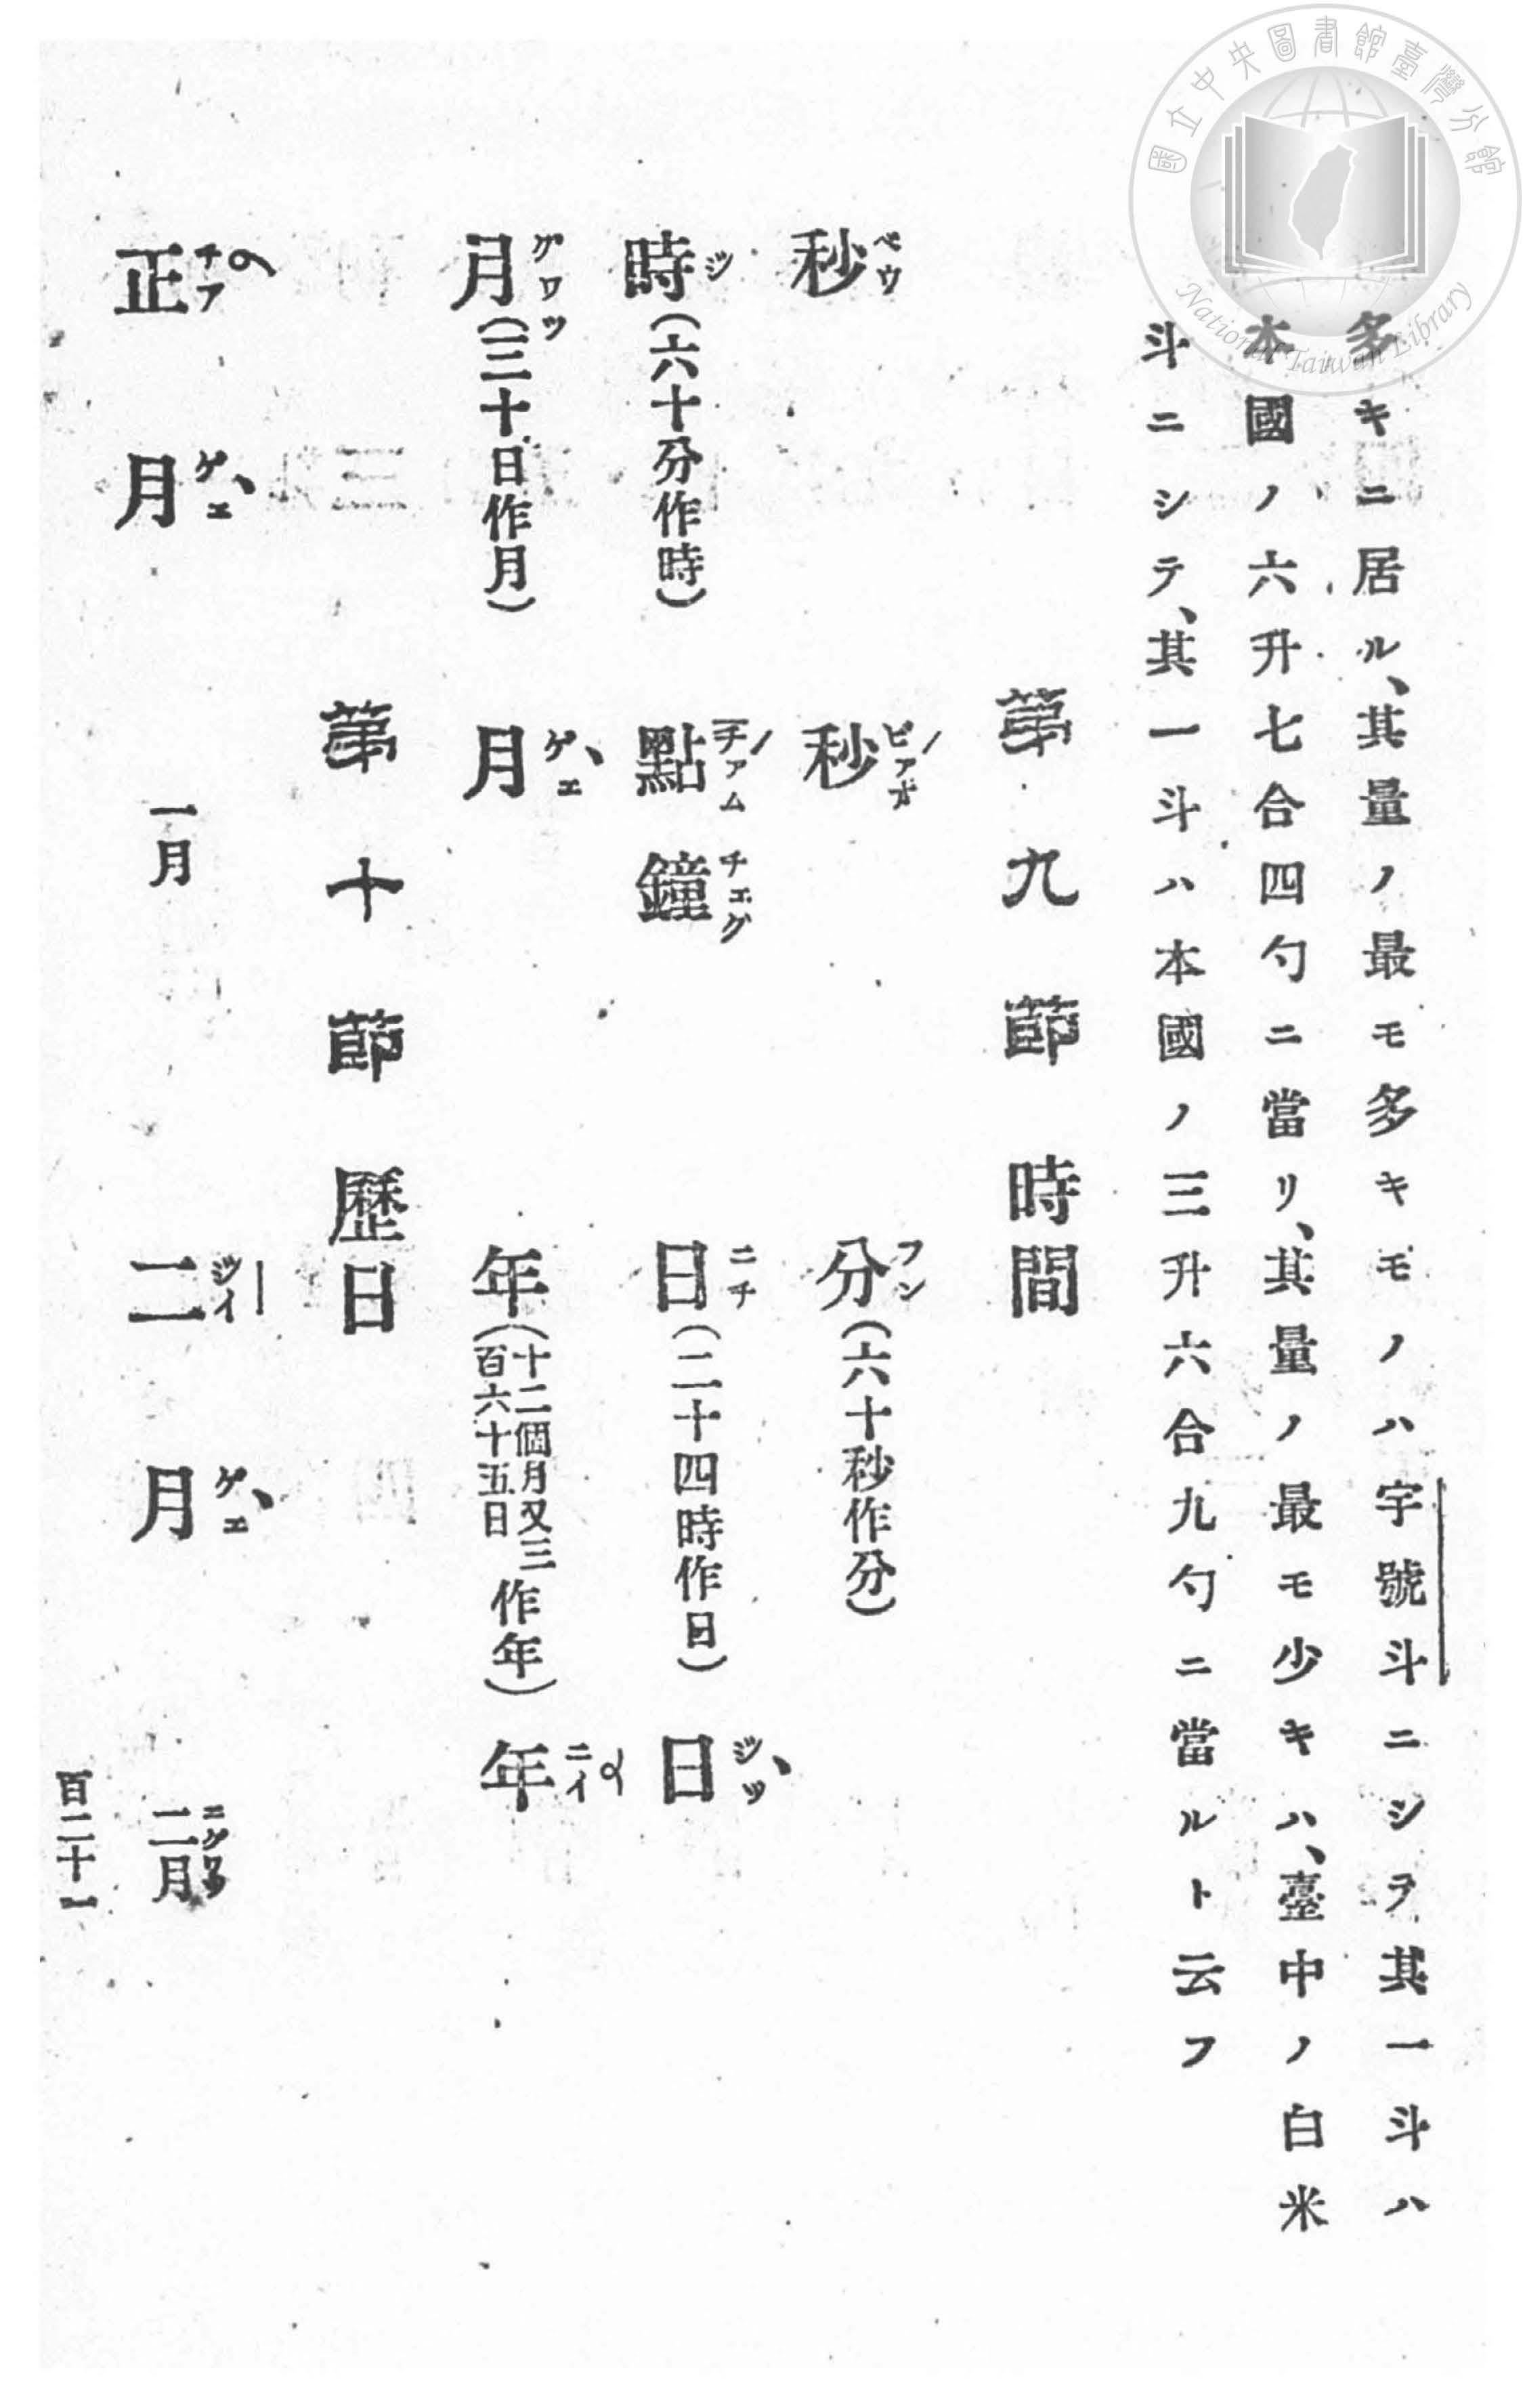 國立中央圖書館臺灣分館
National Taiwan Library
多キニ居ル、其量ノ最モ多キモノハ宇號斗ニシテ其一斗ハ
本國ノ六升七合四勺ニ當リ、其量ノ最モ少キハ、臺中ノ白米
斗ニシテ、其一斗ハ本國ノ三升六合九勺ニ當ルト云フ
第九節 時間
秒 ベウ 秒 ビアオ 分 フン (六十秒作分)
時 ジ (六十分作時) 點鐘 チアム チエグ 日 ニチ (二十四時作日) 日 ジツ
月 グワツ (三十日作月) 月 ゲエ 年 (十二個月又三百六十五日作年) 年 ニイ
第十節 歷日
正月 チア ゲエ 一月 二月 ジイ ゲエ 二月
百二十一